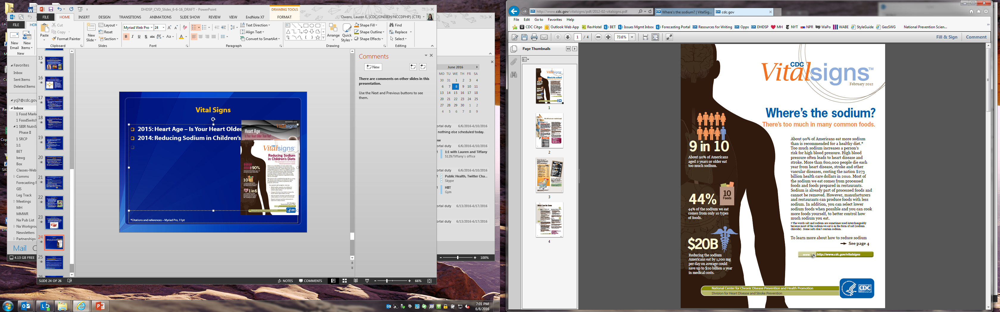 DHDSP_CVD_Slides_6-6-16_DRAFT - PowerPoint
DRAWING TOOLS
FILE HOME INSERT DESIGN TRANSITIONS ANIMATIONS SLIDE SHOW REVIEW VIEW EndNote X7 FORMAT
Owens, Lauren E. (CDC/ONDIEH/NCCDPHP) (CTR)
Paste
Cut
Copy
Format Painter
Clipboard
New
Slide
Layout
Reset
Section
Slides
Myriad Web Pro 24
Font
Text Direction
Align Text
Convert to SmartArt
Paragraph
Arrange
Quick
Styles
Shape Fill
Shape Outline
Shape Effects
Drawing
Find
Replace
Select
Editing
FILE
New
Email
New
Items
New
Favorites
Inbox
Sent Items
Deleted Items
ycj7@cdc.gov
Inbox
1 Food Mark
1 FoodSwitch
1 SBIR NutriS
Phase II
1 SRCP
1:1
BET
bewg
Box
Classes-Web
Comms
Forecasting F
GIS
Leg Track
Meetings
MH
MMWR
Na Pub List
Na Workgrou
Newsletters
Partnerships
Mail
4.13 GB FREE
15
16
17
18
19
20
21
22
23
24
25
26
Vital Signs
2015: Heart Age – Is Your Heart Older
2014: Reducing Sodium in Children's
*Citations and references – Myriad Pro, 11pt
SEPTEMBER 2015
Vitalsigns
Heart Age
Is Your Heart Older Than You?
CDC
Vitalsigns
Reducing Sodium
in Children's Diets
90%
10
1 in 6
Comments
New
There are comments on other slides in this
presentation.
Use the Next and Previous buttons to see
them.
SLIDE 24 OF 26
NOTES
COMMENTS
66%
June 2016
MO TU WE TH FR SA
30 31 1 2 3 4
6 7 8 9 10 11
13 14 15 16 17 18
20 21 22 23 24 25
27 28 29 30 1 2
4 5 6 7 8 9
ortal duty 6/6/2016-6/10/2016
nothing else scheduled today.
ow
ortal duty 6/6/2016-6/10/2016
1:1 with Lauren and Tiffany
5129/Tiffany's office
ortal duty 6/6/2016-6/10/2016
Public Health, Twitter Cha...
Skype
HIIT
Gym
ortal duty 6/13/2016-6/17/2016
ortal duty 6/13/2016-6/17/2016
100%
7:01 PM
6/8/2016
http://www.cdc.gov/vitalsigns/pdf/2012-02-vitalsigns.pdf
Where's the sodium? | VitalSig...
cdc.gov
File Edit Go to Favorites Help
CDC Citgo
Outlook Web App
RevHotel
BET
Issues Mgmt Inbox
Forecasting Portal
Resources for Writing
Opps
DHDSP
MH
NYT
NPR
WaPo
WABE
StyleGuide
GeoSWG
National Prevention Scien...
1 / 4
73.6%
Fill & Sign
Comment
Page Thumbnails
1
2
3
4
CDC
Vitalsigns™
February 2012
Where's the sodium?
There's too much in many common foods.
9 in 10
About 90% of Americans
aged 2 years or older eat
too much sodium.
10
Foods
44%
44% of the sodium we eat
comes from only 10 types
of foods.
$20B
Reducing the sodium
Americans eat by 1,200 mg
per day on average could
save up to $20 billion a year
in medical costs.
About 90% of Americans eat more sodium
than is recommended for a healthy diet.*
Too much sodium increases a person's
risk for high blood pressure. High blood
pressure often leads to heart disease and
stroke. More than 800,000 people die each
year from heart disease, stroke and other
vascular diseases, costing the nation $273
billion health care dollars in 2010. Most of
the sodium we eat comes from processed
foods and foods prepared in restaurants.
Sodium is already part of processed foods and
cannot be removed. However, manufacturers
and restaurants can produce foods with less
sodium. In addition, you can select lower
sodium foods when possible and you can cook
more foods yourself, to better control how
much sodium you eat.
* The words salt and sodium are sometimes used interchangeably
because most of the sodium we eat is in the form of salt (sodium
chloride). Some salts don't contain sodium.
To learn more about how to reduce sodium
See page 4
www http://www.cdc.gov/vitalsigns
National Center for Chronic Disease Prevention and Health Promotion
Division for Heart Disease and Stroke Prevention
CDC